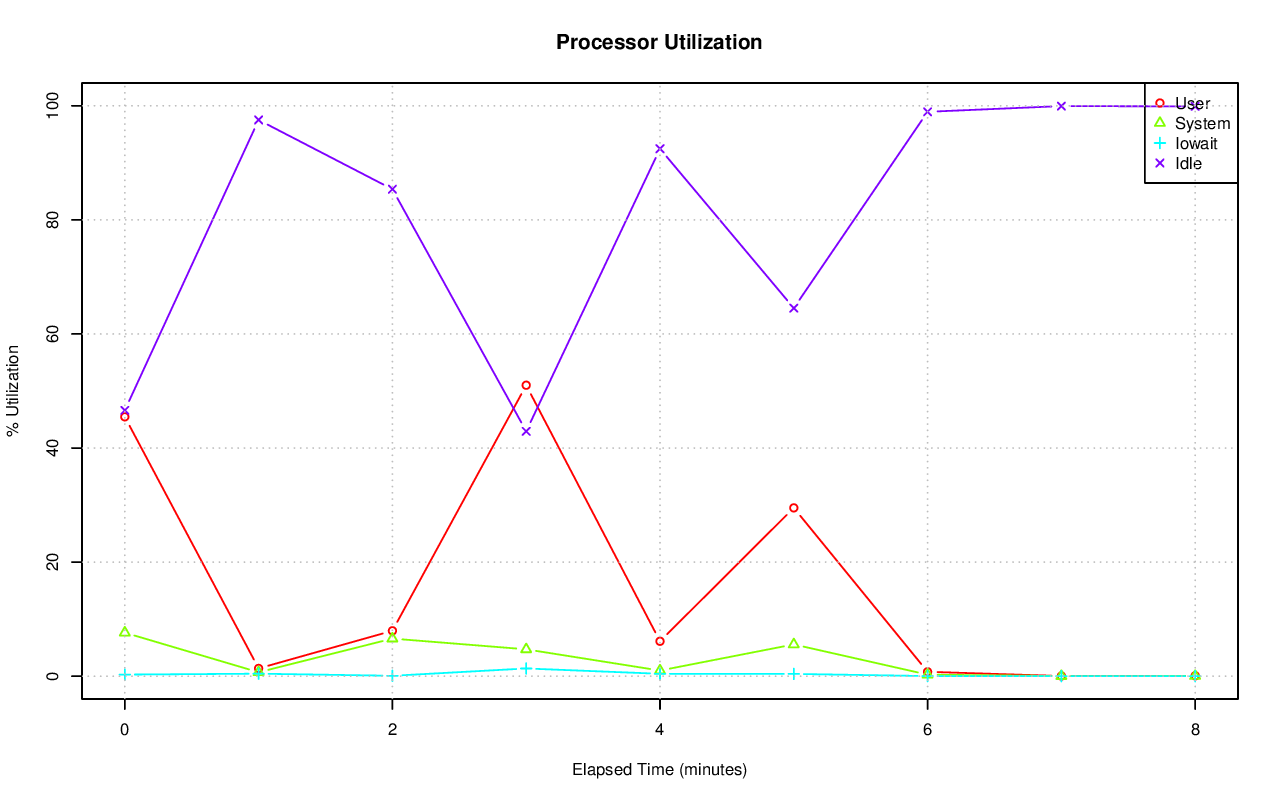 Processor Utilization
100
80
60
40
20
0
% Utilization
User
System
Iowait
Idle
0 2 4 6 8
Elapsed Time (minutes)